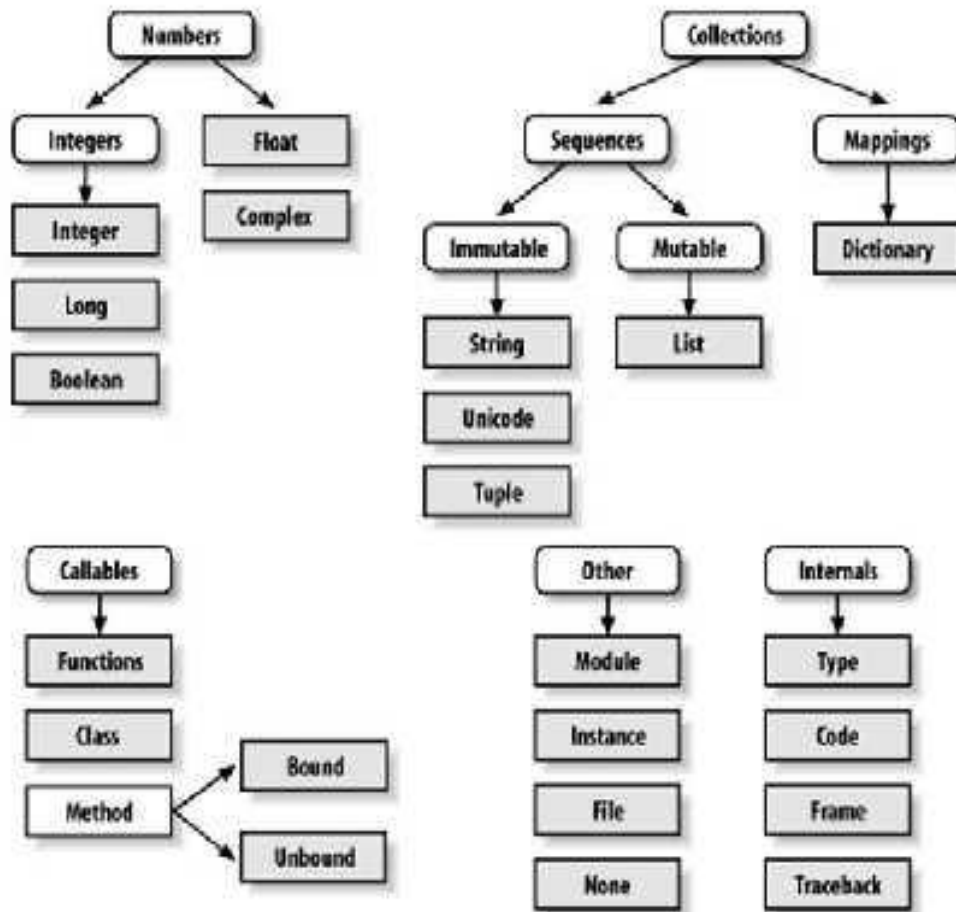 Numbers
Collections
Integers
Float
Sequences
Mappings
Integer
Complex
Immutable
Mutable
Dictionary
Long
String
List
Boolean
Unicode
Tuple
Callables
Other
Internals
Functions
Module
Type
Class
Bound
Instance
Code
Method
File
Frame
Unbound
None
Traceback